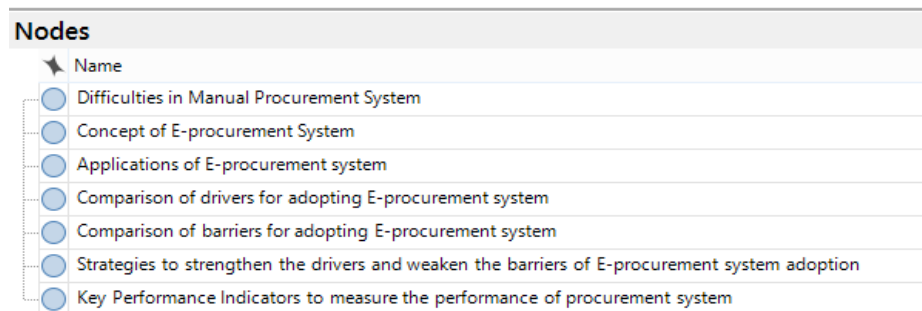 Nodes
Name
Difficulties in Manual Procurement System
Concept of E-procurement System
Applications of E-procurement system
Comparison of drivers for adopting E-procurement system
Comparison of barriers for adopting E-procurement system
Strategies to strengthen the drivers and weaken the barriers of E-procurement system adoption
Key Performance Indicators to measure the performance of procurement system